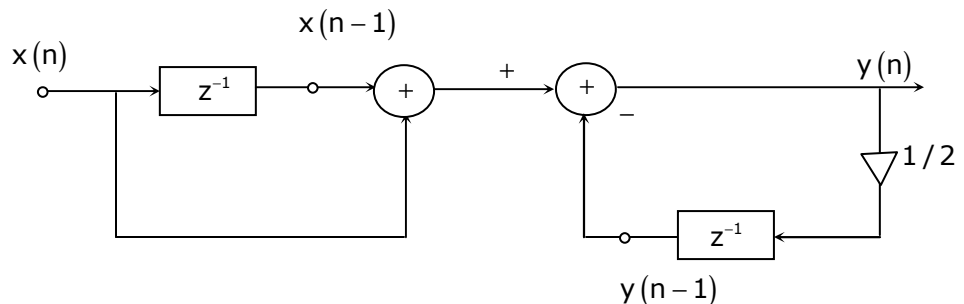 x(n−1)
x(n)
z⁻¹
+
+
+
−
y(n)
1/2
z⁻¹
y(n−1)